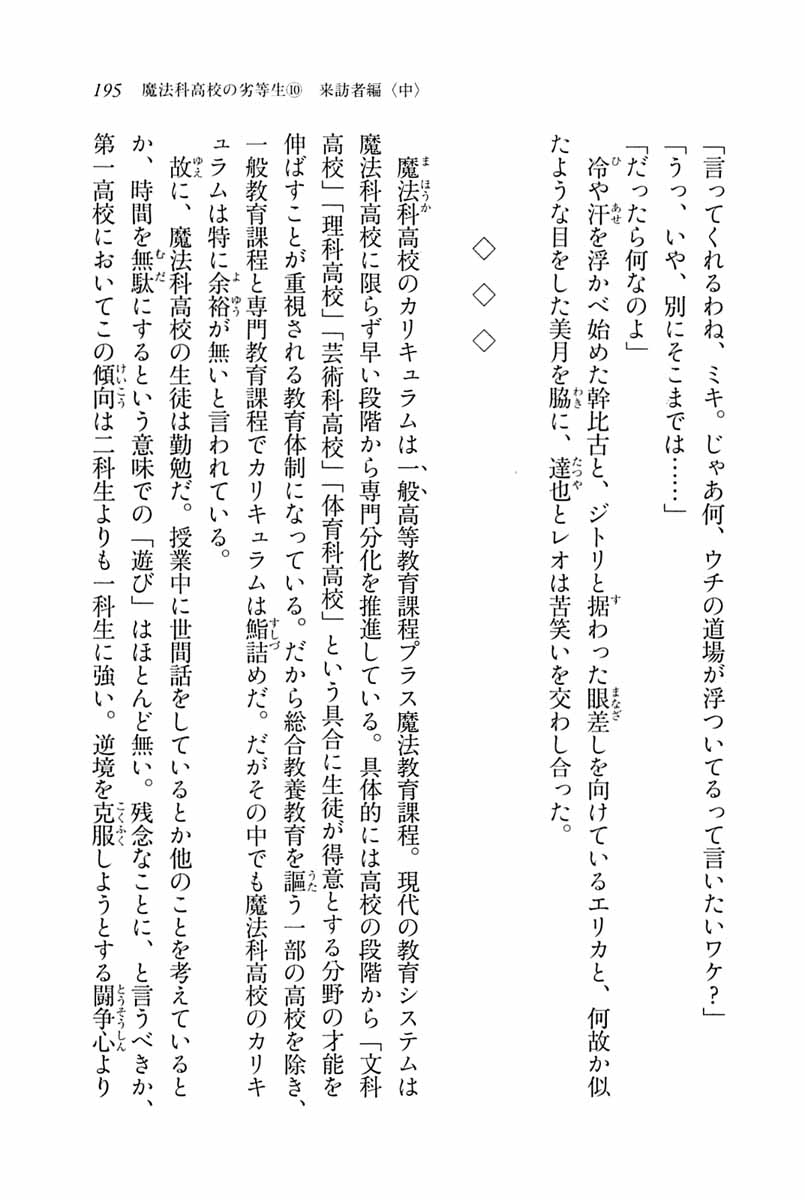 195　魔法科高校の劣等生⑩　来訪者編〈中〉
「言ってくれるわね、ミキ。じゃあ何、ウチの道場が浮ついてるって言いたいワケ？」
「うっ、いや、別にそこまでは……」
「だったら何なのよ」
冷や汗を浮かべ始めた幹比古と、ジトリと据わった眼差しを向けているエリカと、何故か似
たような目をした美月を脇に、達也とレオは苦笑いを交わし合った。
◇　◇　◇
魔法科高校のカリキュラムは一般高等教育課程プラス魔法教育課程。現代の教育システムは
魔法科高校に限らず早い段階から専門分化を推進している。具体的には高校の段階から「文科
高校」「理科高校」「芸術科高校」「体育科高校」という具合に生徒が得意とする分野の才能を
伸ばすことが重視される教育体制になっている。だから総合教養教育を謳う一部の高校を除き、
一般教育課程と専門教育課程でカリキュラムは鮨詰めだ。だがその中でも魔法科高校のカリキ
ュラムは特に余裕が無いと言われている。
故に、魔法科高校の生徒は勤勉だ。授業中に世間話をしているとか他のことを考えていると
か、時間を無駄にするという意味での「遊び」はほとんど無い。残念なことに、と言うべきか、
第一高校においてこの傾向は二科生よりも一科生に強い。逆境を克服しようとする闘争心より